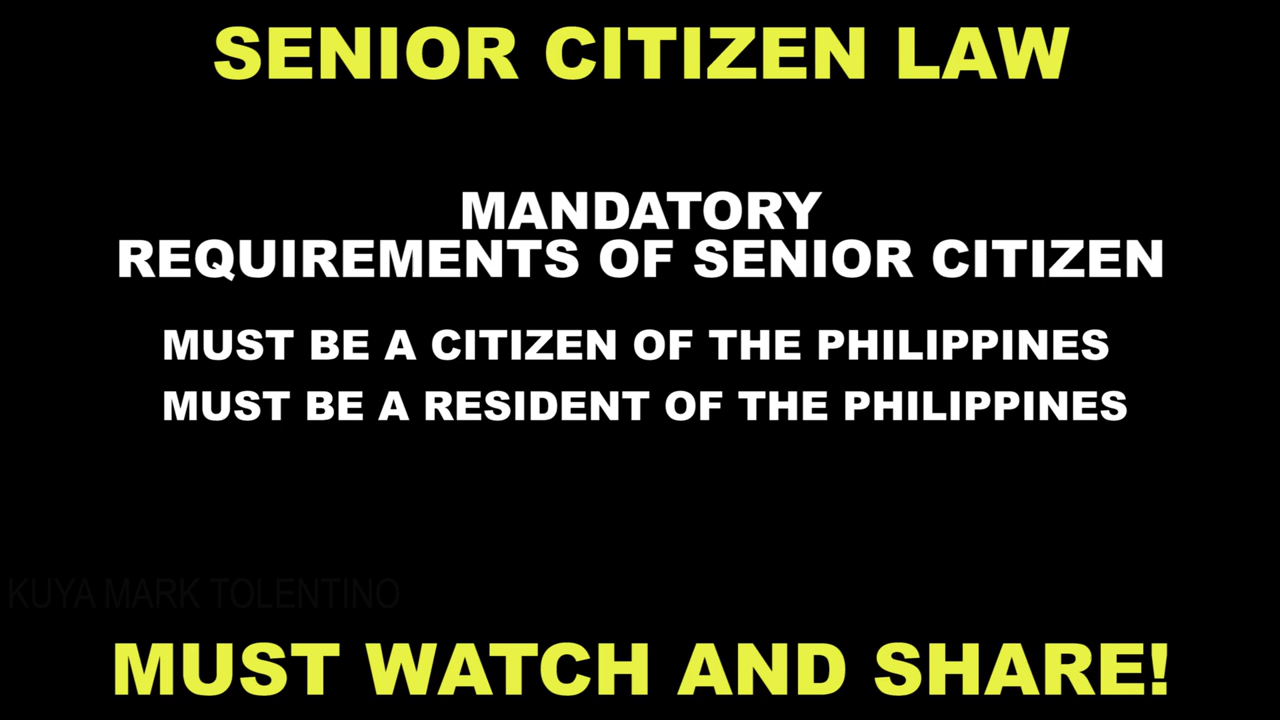 SENIOR CITIZEN LAW
MANDATORY
REQUIREMENTS OF SENIOR CITIZEN
MUST BE A CITIZEN OF THE PHILIPPINES
MUST BE A RESIDENT OF THE PHILIPPINES
KUYA MARK TOLENTINO
MUST WATCH AND SHARE!